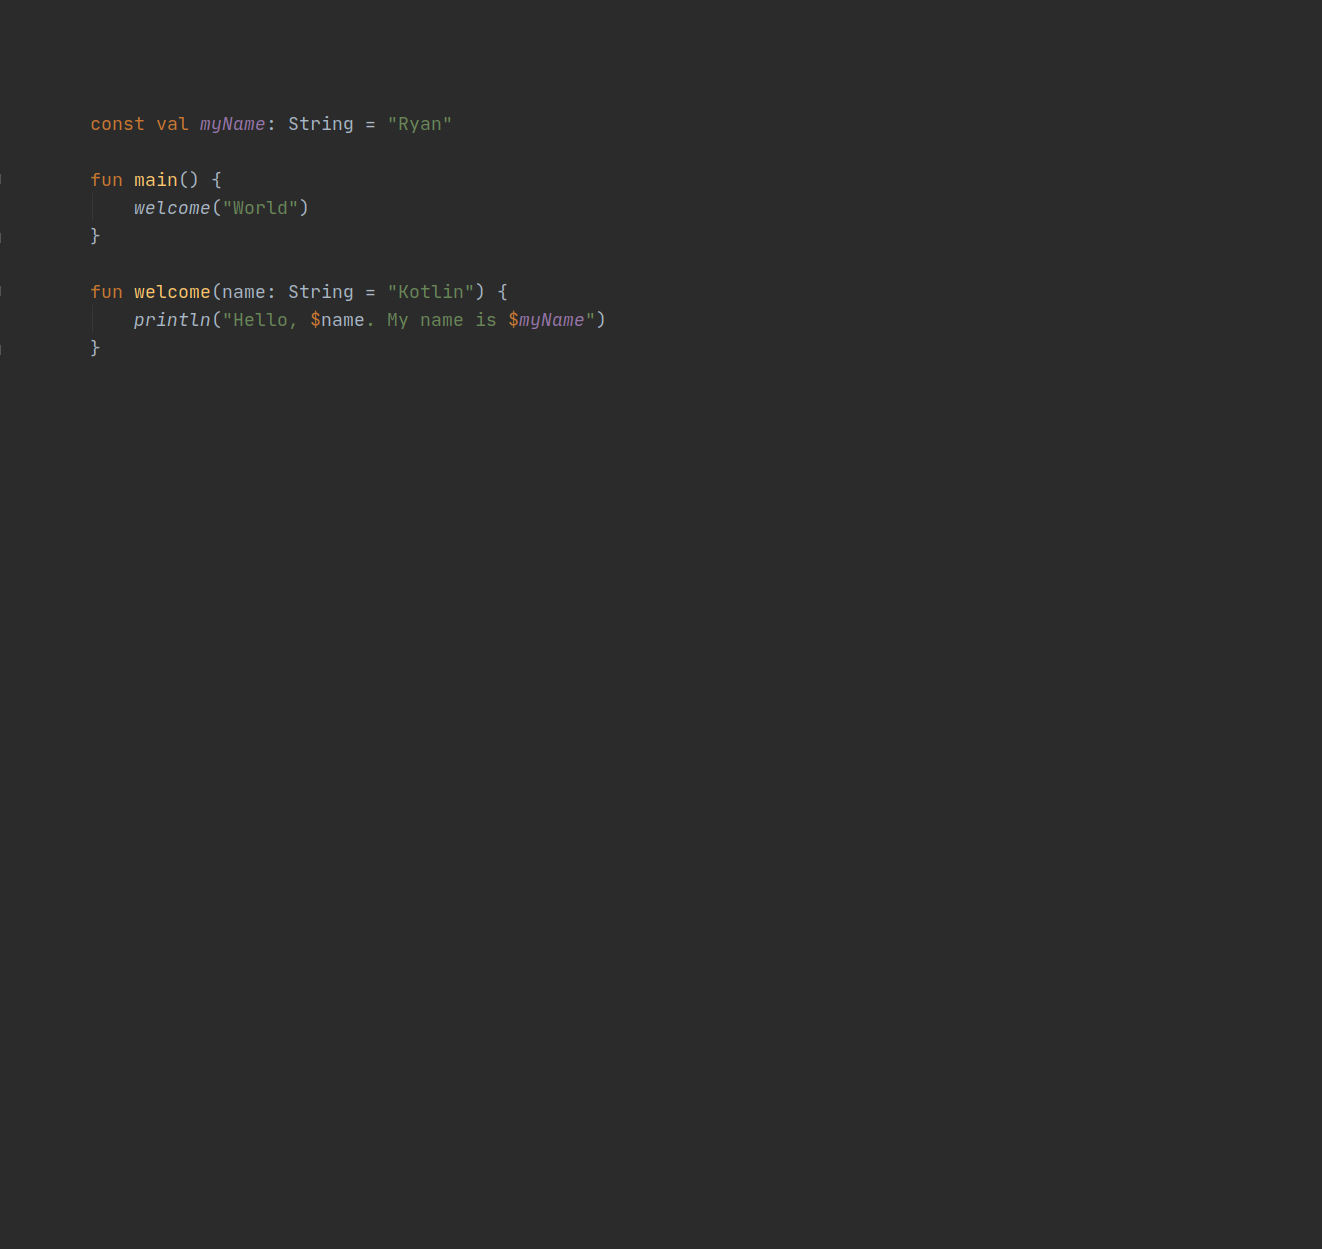 const val myName: String = "Ryan"
fun main() {
welcome("World")
}
fun welcome(name: String = "Kotlin") {
println("Hello, $name. My name is $myName")
}